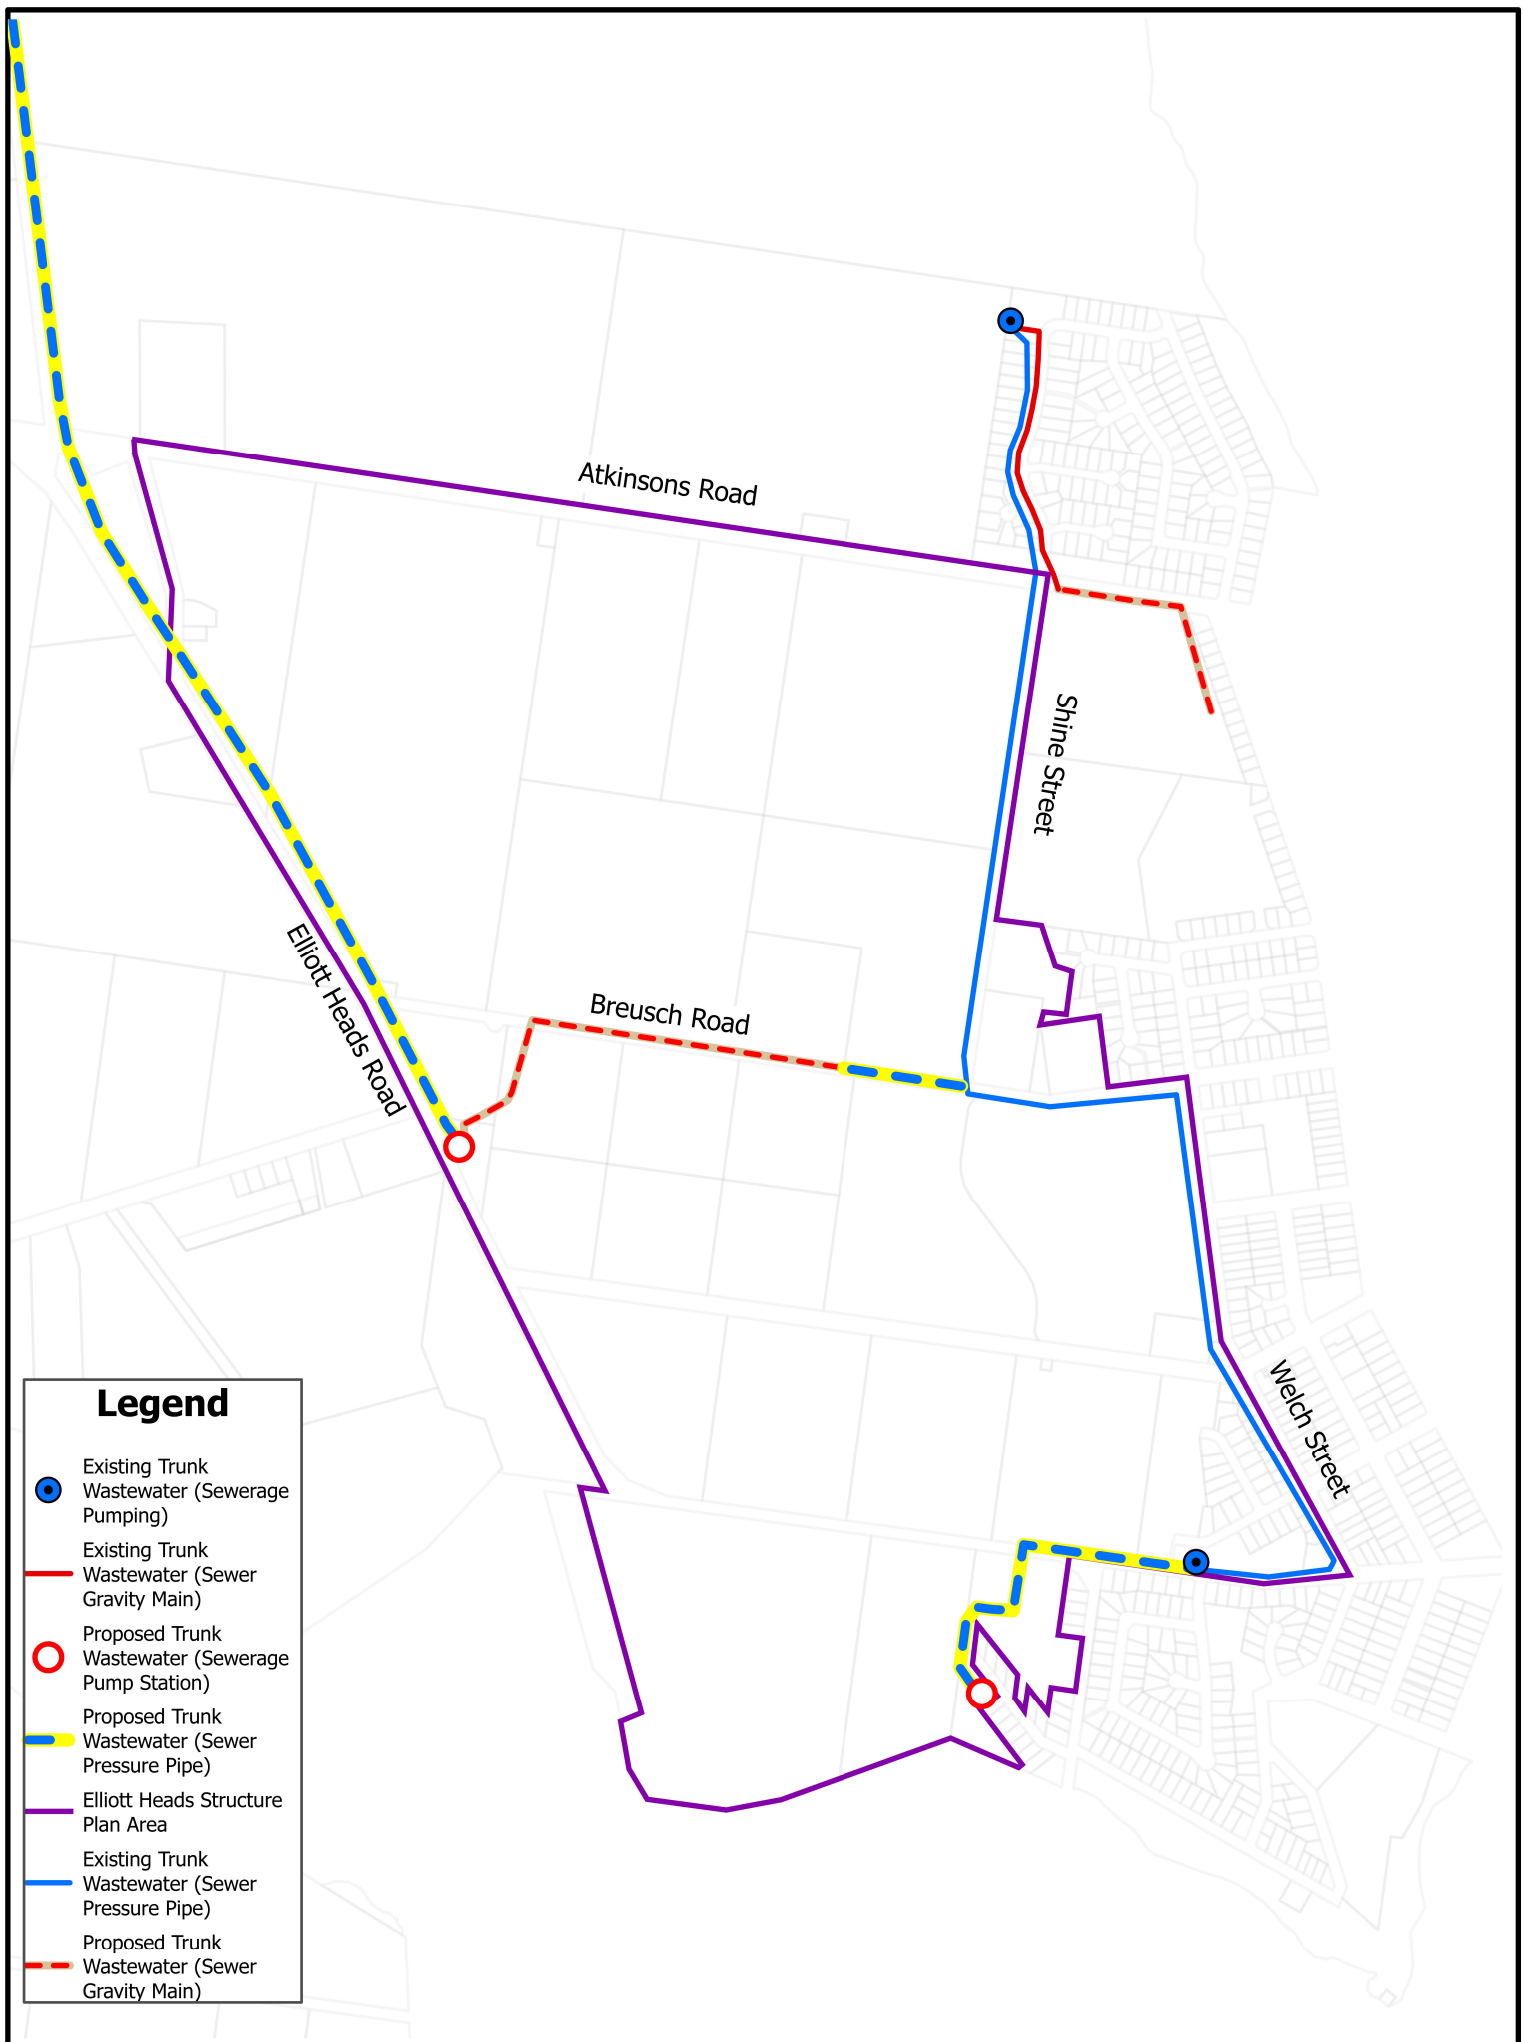 Atkinsons Road
Shine Street
Elliott Heads Road
Breusch Road
Welch Street
Legend
Existing Trunk
Wastewater (Sewerage
Pumping)
Existing Trunk
Wastewater (Sewer
Gravity Main)
Proposed Trunk
Wastewater (Sewerage
Pump Station)
Proposed Trunk
Wastewater (Sewer
Pressure Pipe)
Elliott Heads Structure
Plan Area
Existing Trunk
Wastewater (Sewer
Pressure Pipe)
Proposed Trunk
Wastewater (Sewer
Gravity Main)